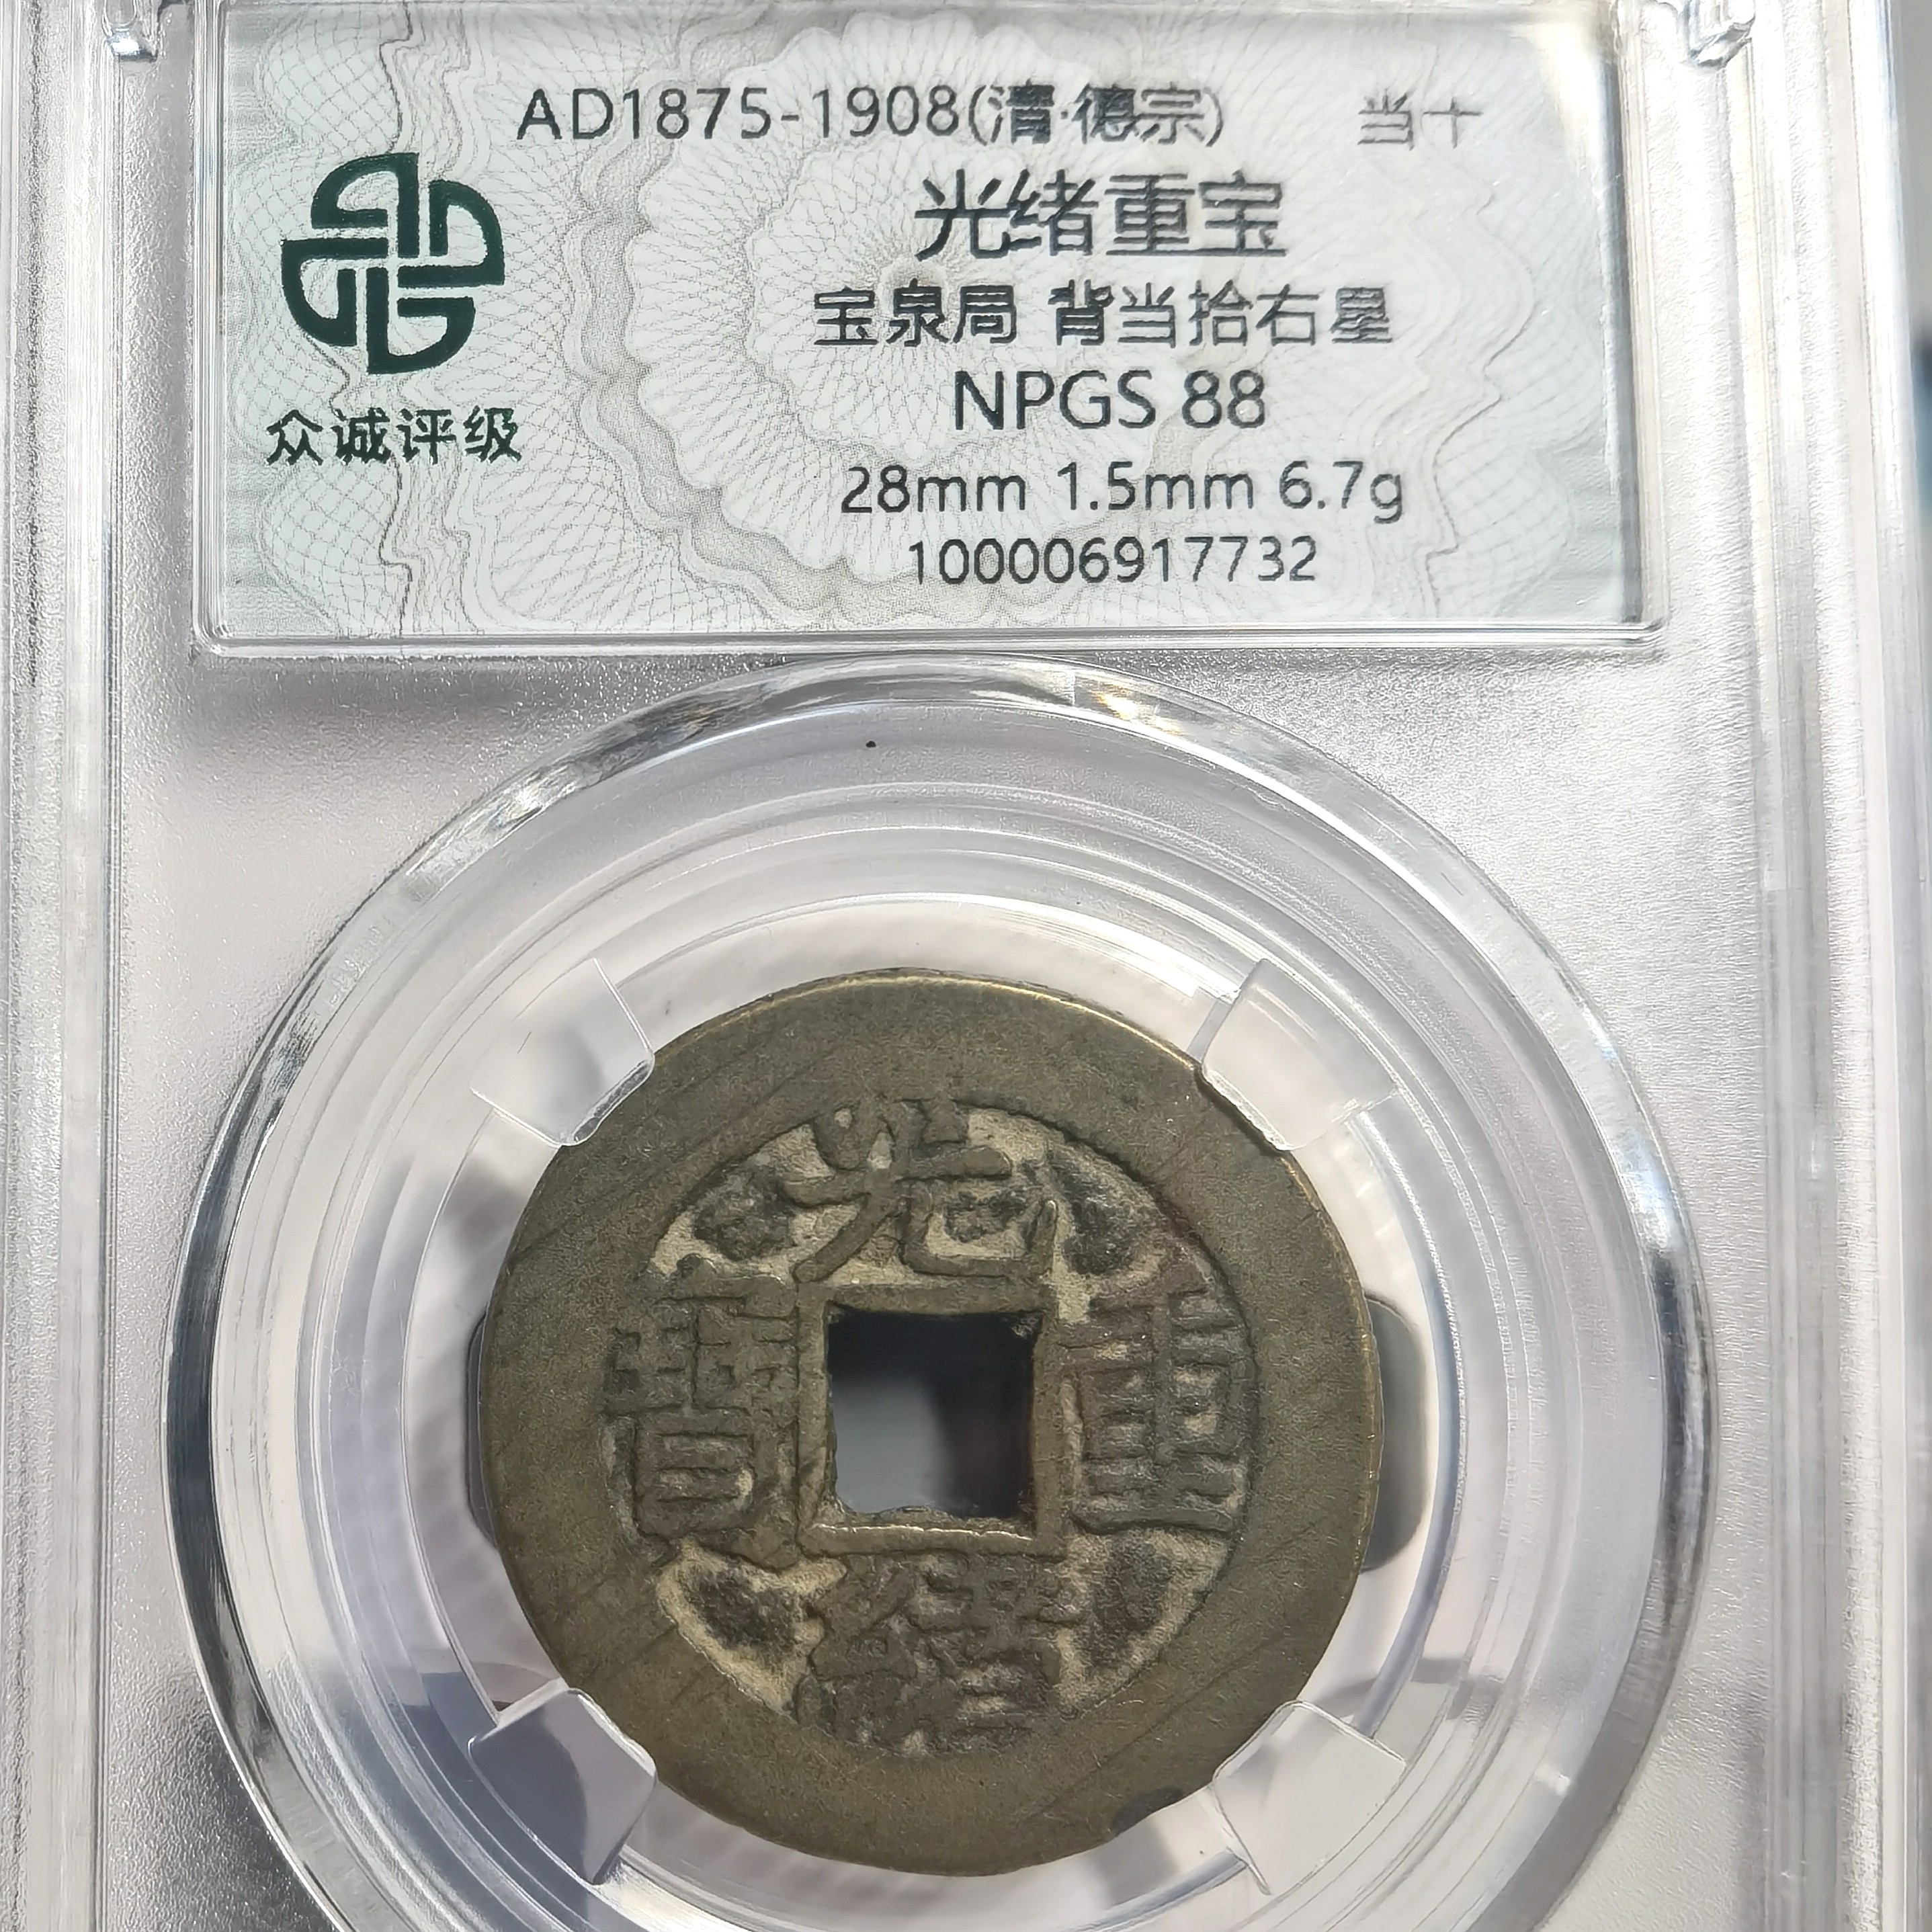 AD1875-1908(清·德宗) 当十
光绪重宝
宝泉局 背当拾右星
NPGS 88
28mm 1.5mm 6.7g
100006917732
众诚评级
光
寶 重
緒